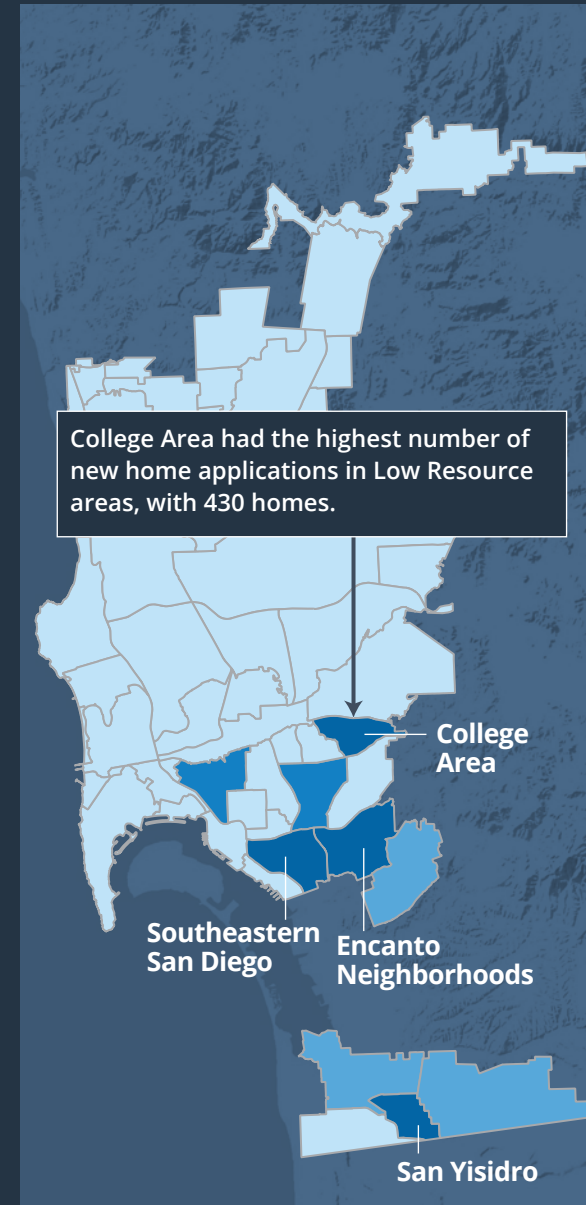 College Area had the highest number of
new home applications in Low Resource
areas, with 430 homes.
College
Area
Southeastern
San Diego
Encanto
Neighborhoods
San Yisidro